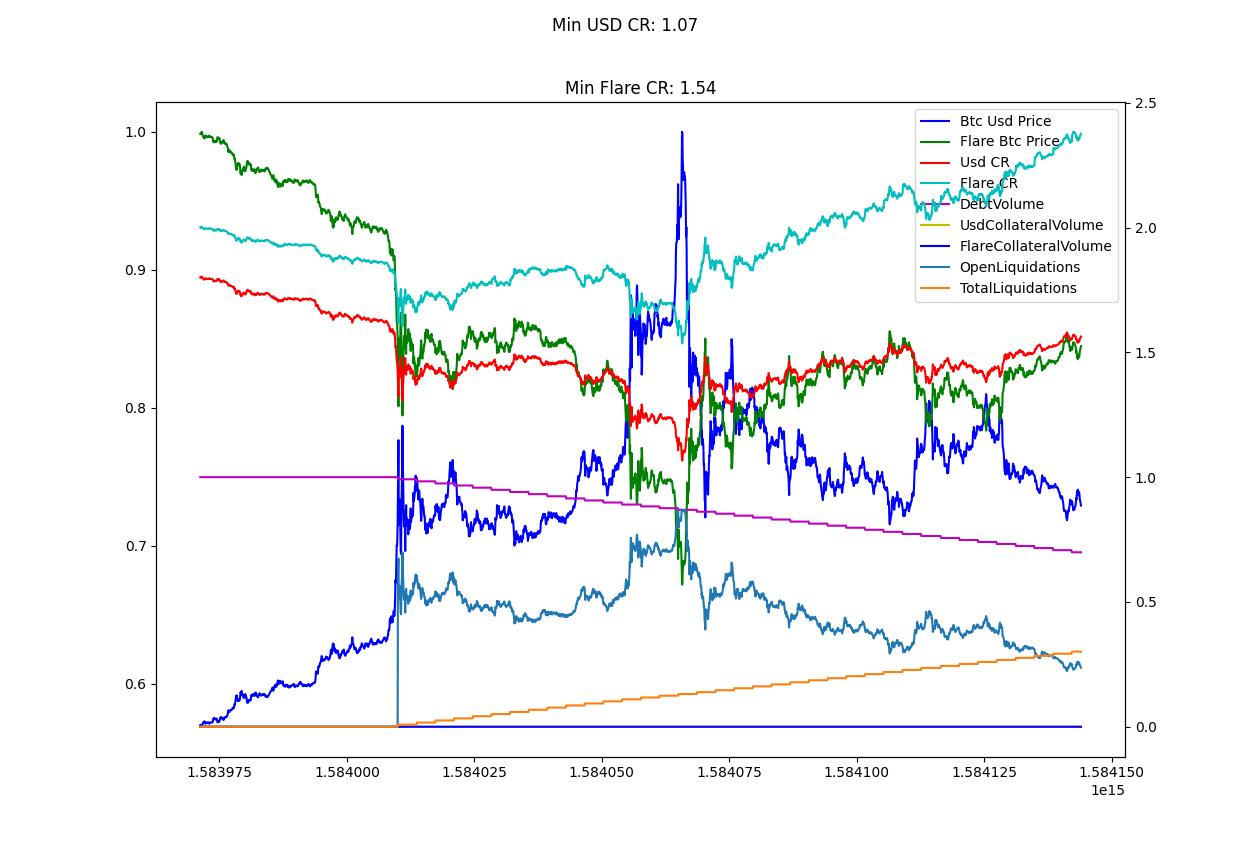 Min USD CR: 1.07
Min Flare CR: 1.54
1.0
0.9
0.8
0.7
0.6
2.5
2.0
1.5
1.0
0.5
0.0
Btc Usd Price
Flare Btc Price
Usd CR
Flare CR
DebtVolume
UsdCollateralVolume
FlareCollateralVolume
OpenLiquidations
TotalLiquidations
1.583975 1.584000 1.584025 1.584050 1.584075 1.584100 1.584125 1.584150
1e15